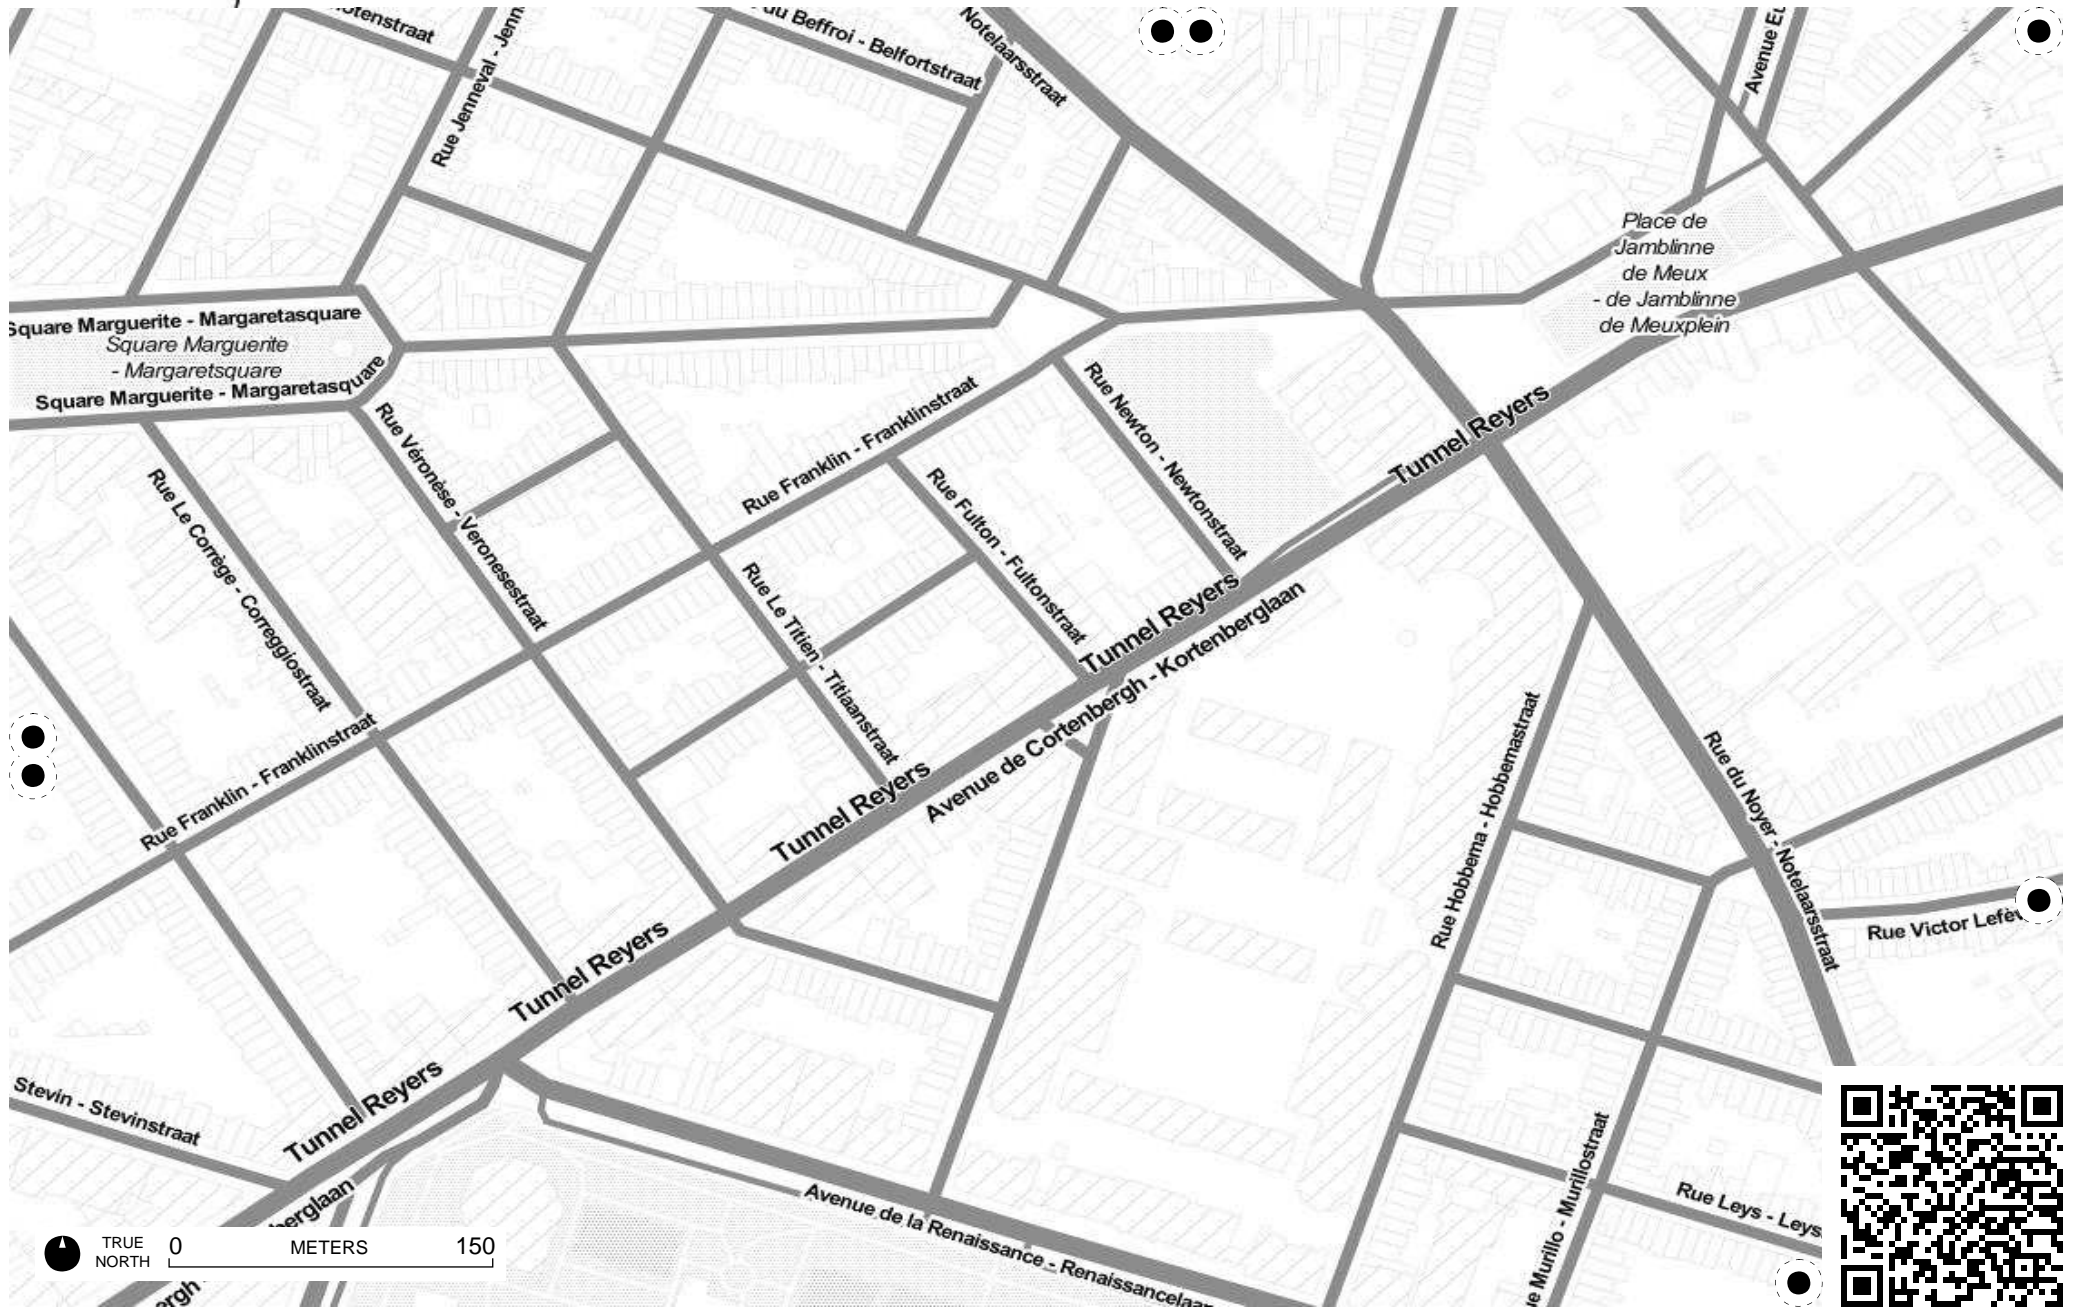 Rue Jenneval - Jenn
du Beffroi - Belfortstraat
Notelaarsstraat
Avenue
Place de
Jamblinne
de Meux
- de Jamblinne
de Meuxplein
Square Marguerite - Margaretasquare
Square Marguerite
- Margaretsquare
Square Marguerite - Margaretasquare
Rue Newton - Newtonstraat
Rue Franklin - Franklinstraat
Tunnel Reyers
Rue Véronèse - Veronesestraat
Rue Le Corrège - Correggiostraat
Rue Fulton - Fultonstraat
Rue Le Titien - Titiaanstraat
Tunnel Reyers
Avenue de Cortenbergh - Kortenberglaan
Rue Franklin - Franklinstraat
Tunnel Reyers
Rue Hobbema - Hobbemastraat
Rue du Noyer - Notelaarsstraat
Rue Victor Lefèv
Tunnel Reyers
Tunnel Reyers
Stevin - Stevinstraat
berglaan
Avenue de la Renaissance - Renaissancelaan
e Murillo - Murillostraat
Rue Leys - Leys
TRUE
NORTH
0 METERS 150
ergh